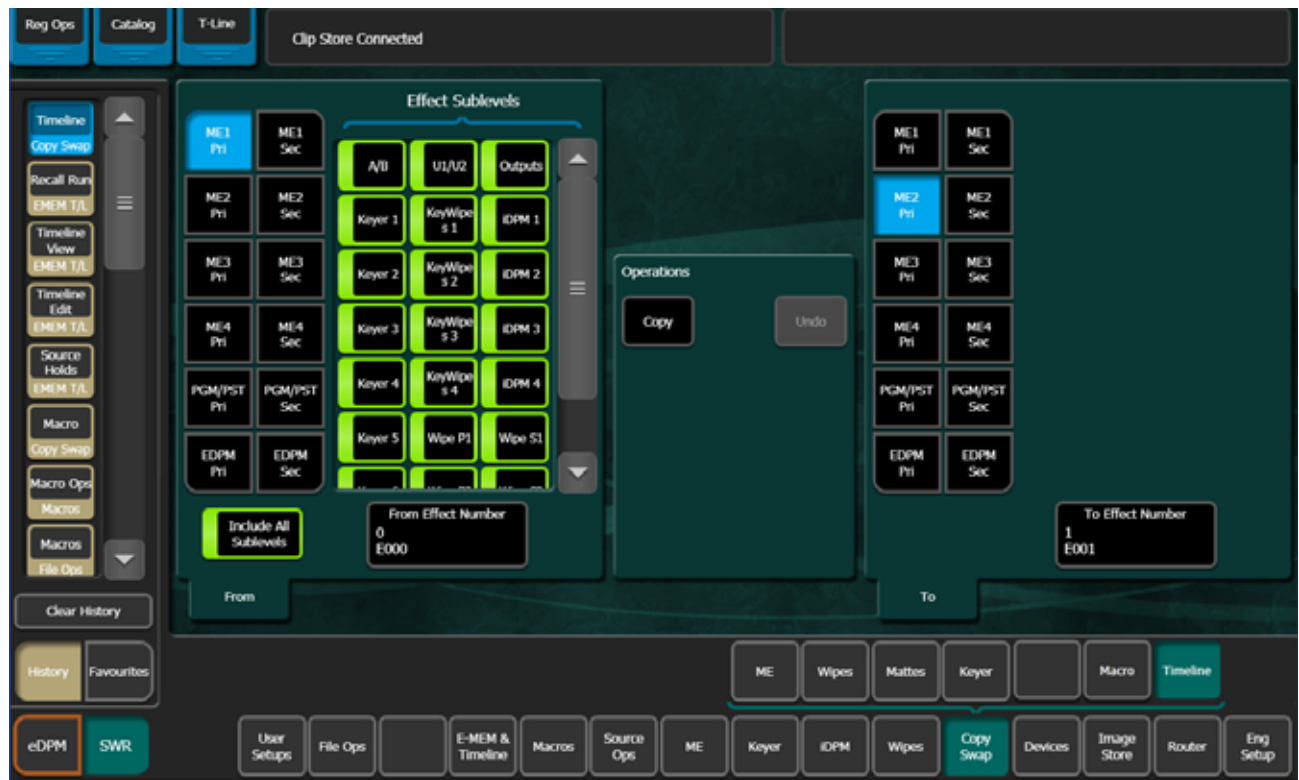 Reg Ops
Catalog
T-Line
Clip Store Connected
Timeline
Copy Swap
Recall Run
EMEM T/L
Timeline
View
EMEM T/L
Timeline
Edit
EMEM T/L
Source
Holds
EMEM T/L
Macro
Copy Swap
Macro Ops
Macros
Macros
File Ops
Clear History
History
Favourites
eDPM
SWR
ME1
Pri
ME1
Sec
ME2
Pri
ME2
Sec
ME3
Pri
ME3
Sec
ME4
Pri
ME4
Sec
PGM/PST
Pri
PGM/PST
Sec
EDPM
Pri
EDPM
Sec
Effect Sublevels
A/B
U1/U2
Outputs
Keyer 1
KeyWipe
s 1
iDPM 1
Keyer 2
KeyWipe
s 2
iDPM 2
Keyer 3
KeyWipe
s 3
iDPM 3
Keyer 4
KeyWipe
s 4
iDPM 4
Keyer 5
Wipe P1
Wipe S1
Include All
Sublevels
From Effect Number
0
E000
From
Operations
Copy
Undo
ME1
Pri
ME1
Sec
ME2
Pri
ME2
Sec
ME3
Pri
ME3
Sec
ME4
Pri
ME4
Sec
PGM/PST
Pri
PGM/PST
Sec
EDPM
Pri
EDPM
Sec
To Effect Number
1
E001
To
ME
Wipes
Mattes
Keyer
Macro
Timeline
User
Setups
File Ops
E-MEM &
Timeline
Macros
Source
Ops
ME
Keyer
iDPM
Wipes
Copy
Swap
Devices
Image
Store
Router
Eng
Setup